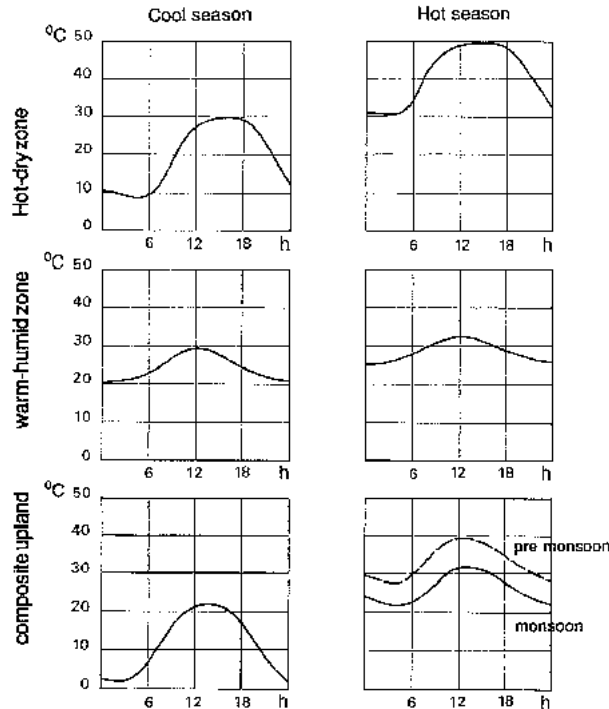 Cool season
Hot season
Hot-dry zone
°C
50
40
30
20
10
0
6
12
18
h
6
12
18
h
warm-humid zone
°C
50
40
30
20
10
0
6
12
18
h
6
12
18
h
composite upland
°C
50
40
30
20
10
0
6
12
18
h
pre monsoon
monsoon
6
12
18
h